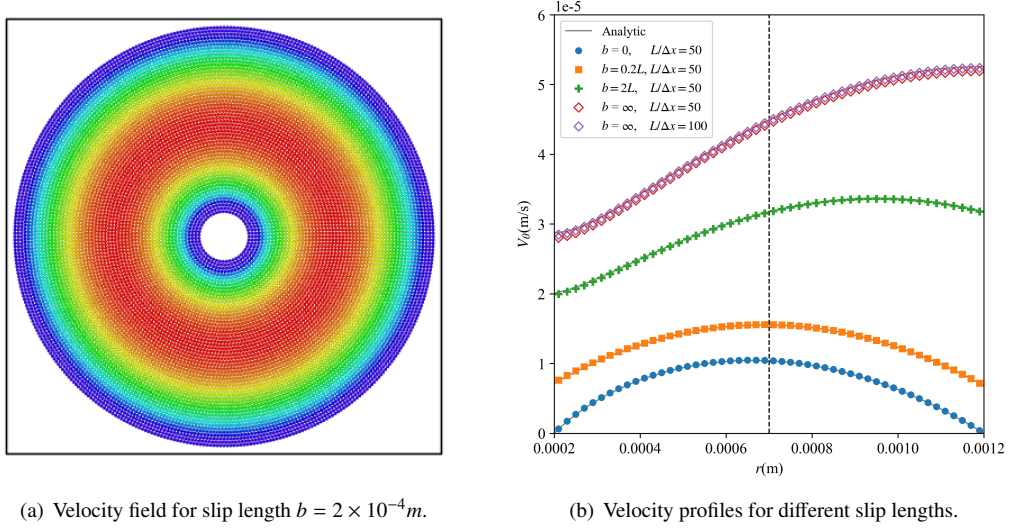 1e-5
6
5
4
3
2
1
0
V_θ(m/s)
Analytic
b = 0, L/Δx = 50
b = 0.2L, L/Δx = 50
b = 2L, L/Δx = 50
b = ∞, L/Δx = 50
b = ∞, L/Δx = 100
0.0002 0.0004 0.0006 0.0008 0.0010 0.0012
r(m)
(a) Velocity field for slip length b = 2 × 10⁻⁴m.
(b) Velocity profiles for different slip lengths.